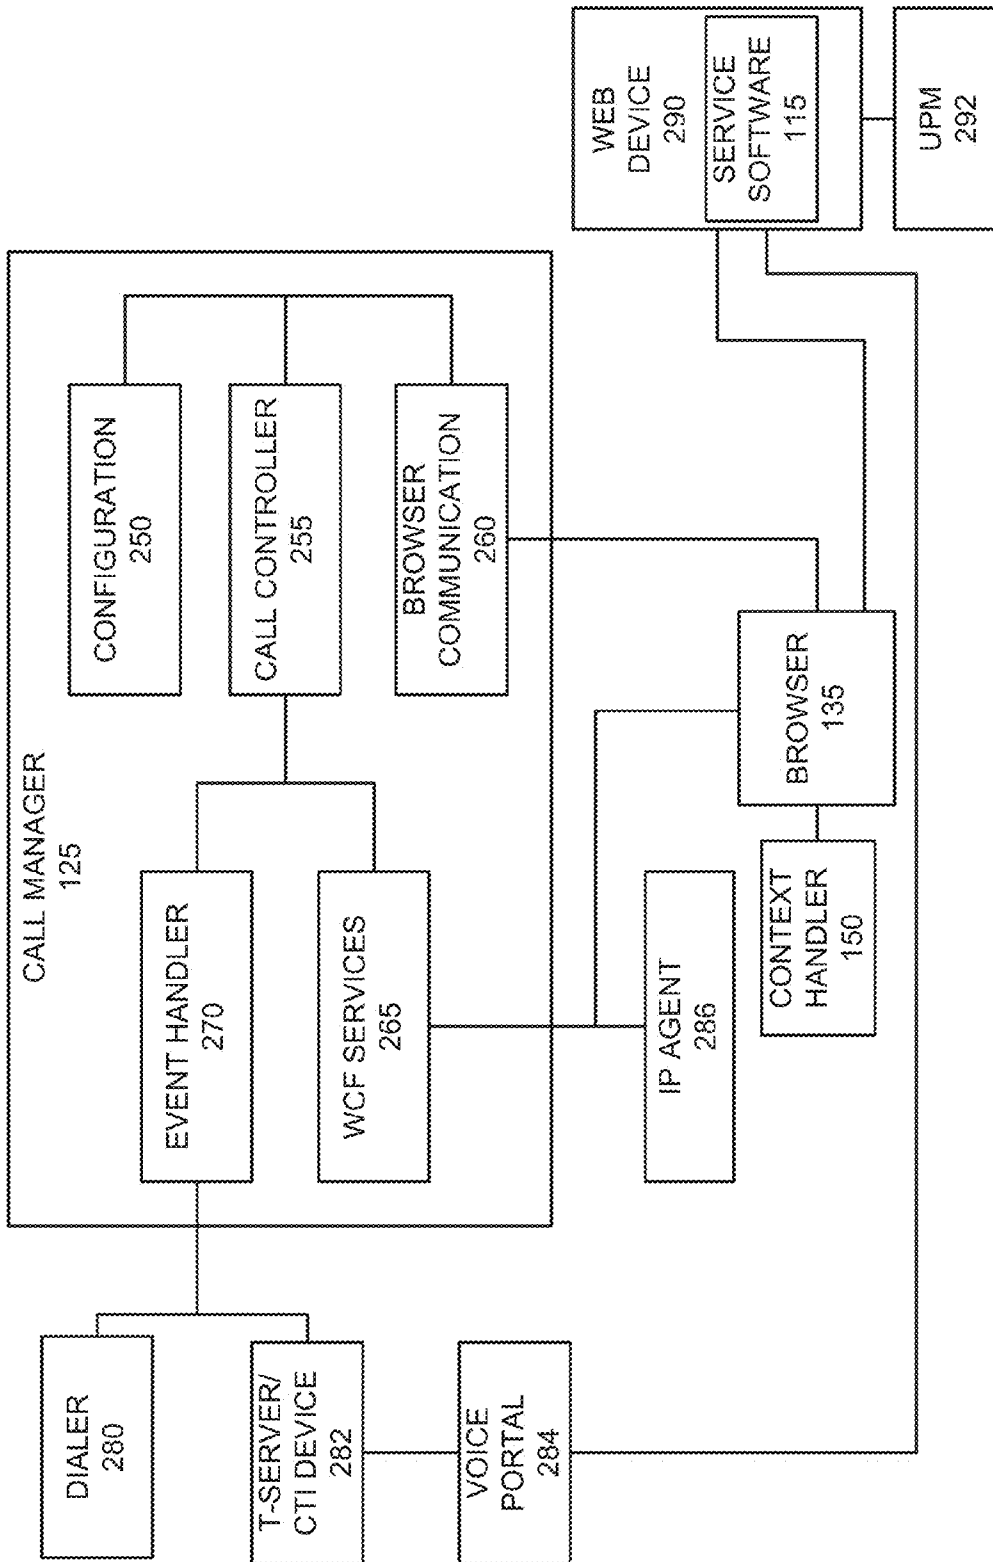 CALL MANAGER
125
DIALER
280
T-SERVER/
CTI DEVICE
282
VOICE
PORTAL
284
EVENT HANDLER
270
WCF SERVICES
265
IP AGENT
286
CONFIGURATION
250
CALL CONTROLLER
255
BROWSER
COMMUNICATION
260
CONTEXT
HANDLER
150
BROWSER
135
WEB
DEVICE
290
SERVICE
SOFTWARE
115
UPM
292